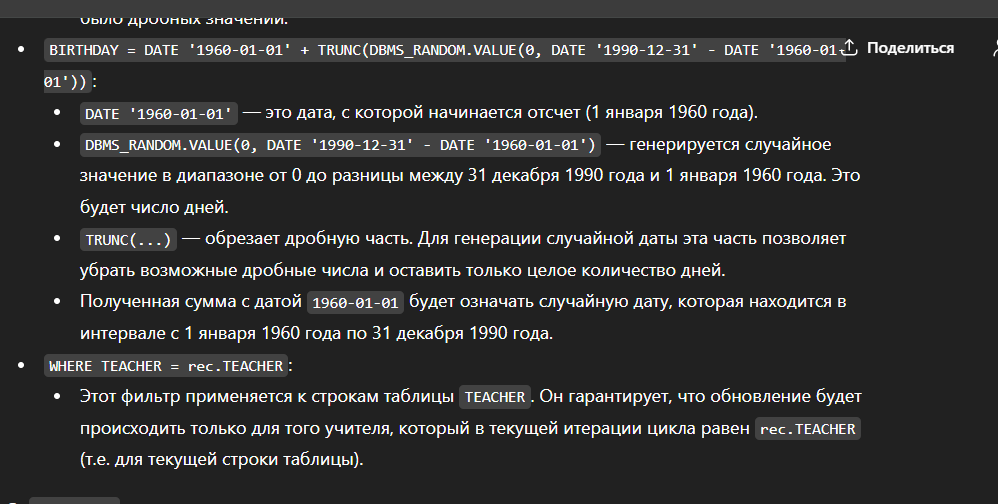 было дробных значений.
BIRTHDAY = DATE '1960-01-01' + TRUNC(DBMS_RANDOM.VALUE(0, DATE '1990-12-31' - DATE '1960-01-
Поделиться
01')):
DATE '1960-01-01' — это дата, с которой начинается отсчет (1 января 1960 года).
DBMS_RANDOM.VALUE(0, DATE '1990-12-31' - DATE '1960-01-01') — генерируется случайное
значение в диапазоне от 0 до разницы между 31 декабря 1990 года и 1 января 1960 года. Это
будет число дней.
TRUNC(...) — обрезает дробную часть. Для генерации случайной даты эта часть позволяет
убрать возможные дробные числа и оставить только целое количество дней.
Полученная сумма с датой 1960-01-01 будет означать случайную дату, которая находится в
интервале с 1 января 1960 года по 31 декабря 1990 года.
WHERE TEACHER = rec.TEACHER:
Этот фильтр применяется к строкам таблицы TEACHER. Он гарантирует, что обновление будет
происходить только для того учителя, который в текущей итерации цикла равен rec.TEACHER
(т.е. для текущей строки таблицы).